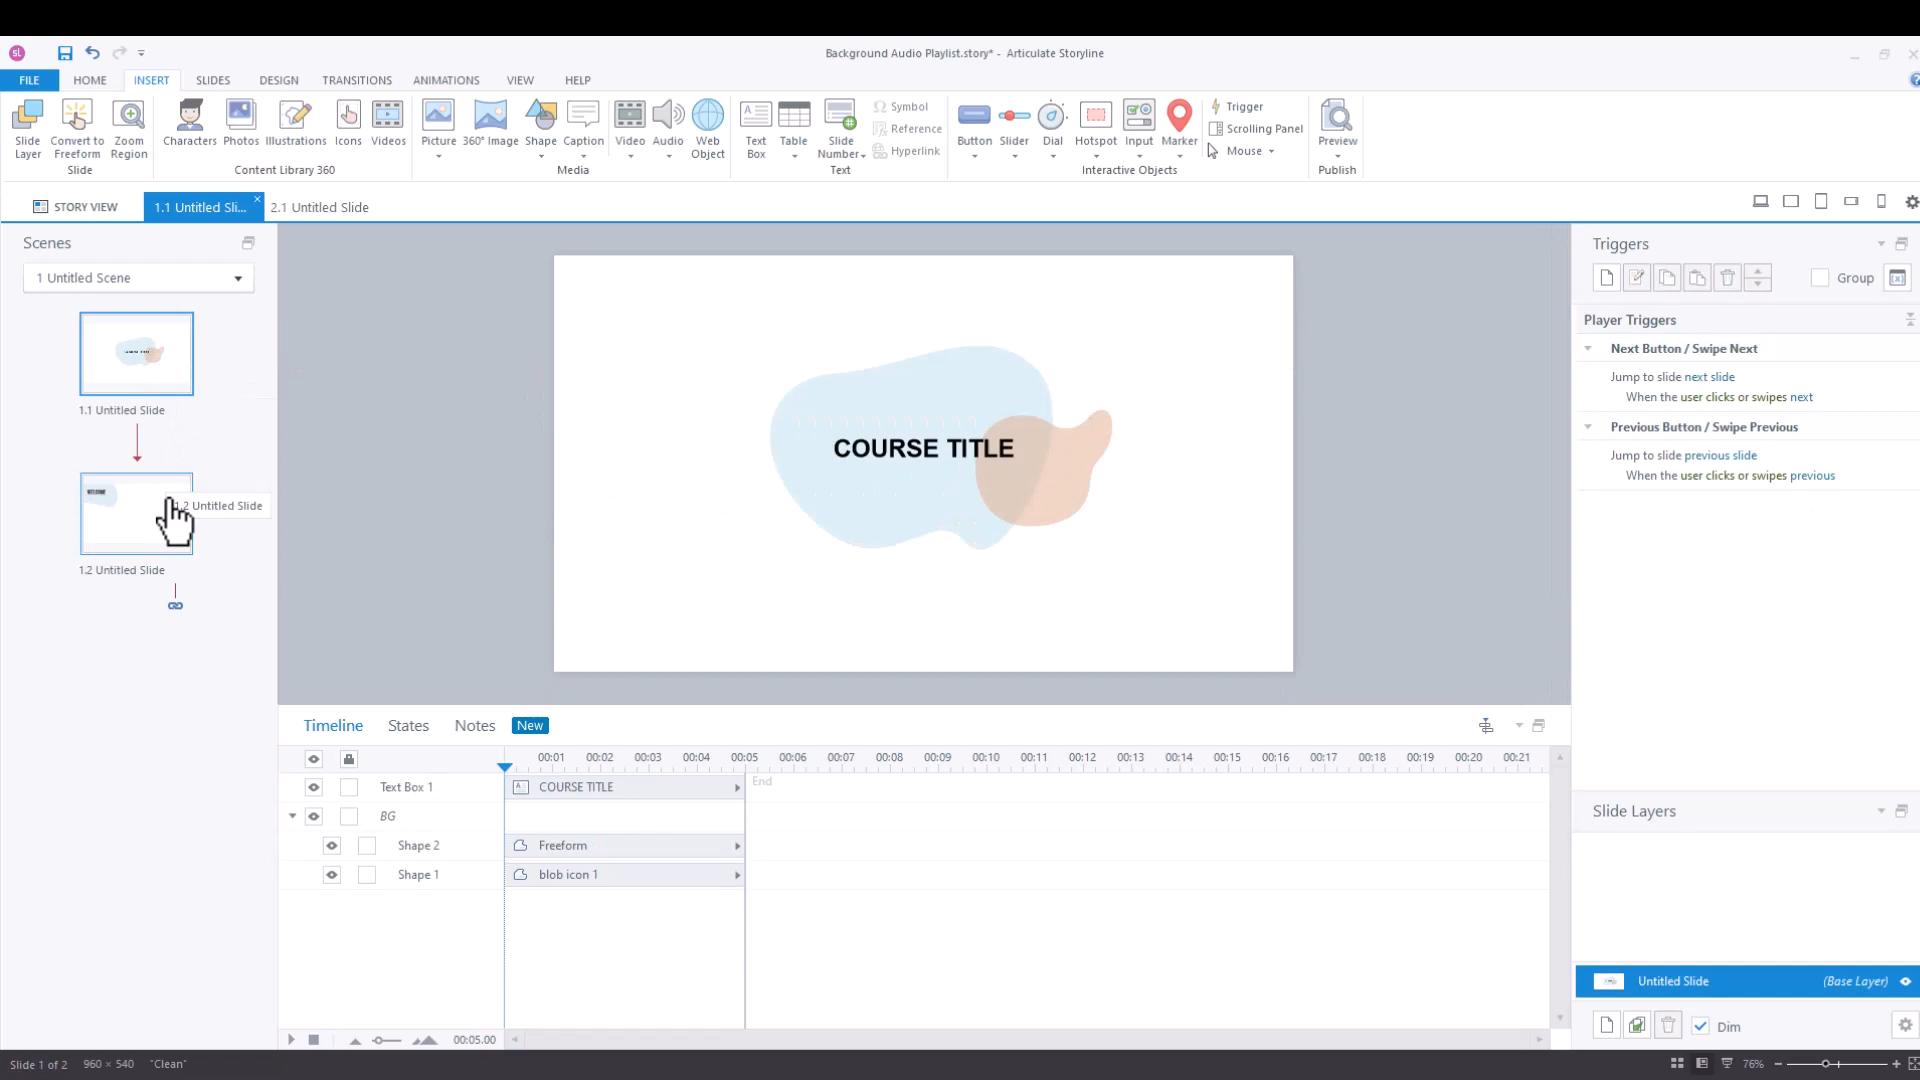 sl
Background Audio Playlist.story* - Articulate Storyline
FILE HOME INSERT SLIDES DESIGN TRANSITIONS ANIMATIONS VIEW HELP
Slide Layer
Convert to Freeform
Zoom Region
Slide
Characters
Photos
Illustrations
Icons
Videos
Content Library 360
Picture
360° Image
Shape
Caption
Video
Audio
Web Object
Media
Text Box
Table
Slide Number
Symbol
Reference
Hyperlink
Text
Button
Slider
Dial
Hotspot
Input
Marker
Trigger
Scrolling Panel
Mouse
Interactive Objects
Preview
Publish
STORY VIEW
1.1 Untitled Sli...
2.1 Untitled Slide
Scenes
1 Untitled Scene
1.1 Untitled Slide
WELCOME
1.2 Untitled Slide
1.2 Untitled Slide
COURSE TITLE
Triggers
Group
Player Triggers
Next Button / Swipe Next
Jump to slide next slide
When the user clicks or swipes next
Previous Button / Swipe Previous
Jump to slide previous slide
When the user clicks or swipes previous
Timeline States Notes New
00:01 00:02 00:03 00:04 00:05 00:06 00:07 00:08 00:09 00:10 00:11 00:12 00:13 00:14 00:15 00:16 00:17 00:18 00:19 00:20 00:21
Text Box 1 COURSE TITLE End
BG
Shape 2 Freeform
Shape 1 blob icon 1
00:05.00
Slide Layers
Untitled Slide (Base Layer)
Dim
Slide 1 of 2 960 × 540 "Clean" 76%